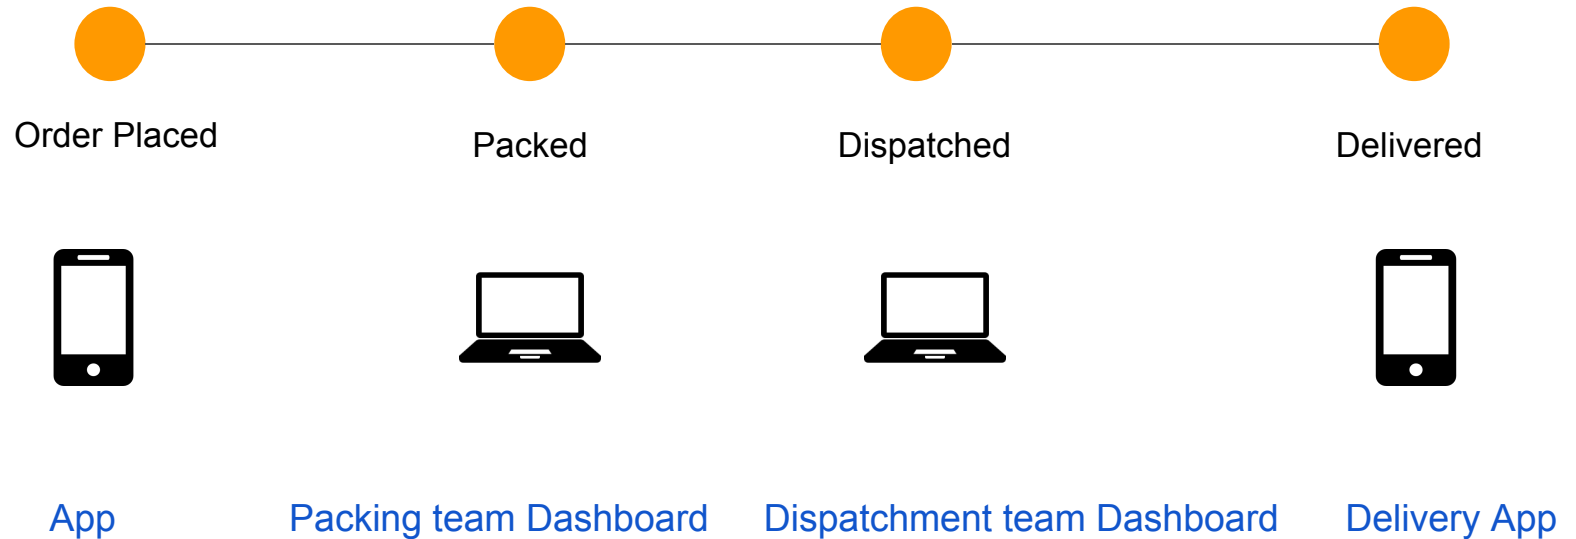 Order Placed
Packed
Dispatched
Delivered
App
Packing team Dashboard
Dispatchment team Dashboard
Delivery App